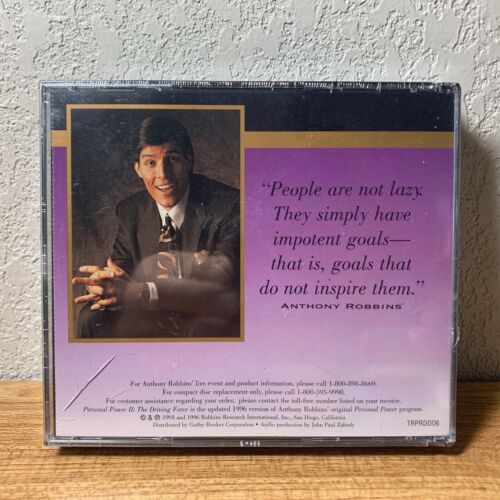 “People are not lazy.
They simply have
impotent goals—
that is, goals that
do not inspire them.”
ANTHONY ROBBINS
For Anthony Robbins' live event and product information, please call 1-800-898-8669.
For compact disc replacement only, please call 1-800-595-9998.
For customer assistance regarding your order, please contact the toll-free number listed on your invoice.
Personal Power II: The Driving Force is the updated 1996 version of Anthony Robbins' original Personal Power program.
© & ℗ 1993 and 1996 Robbins Research International, Inc., San Diego, California
Distributed by Guthy-Renker Corporation • Audio production by John Paul Zahody
TRPRD006